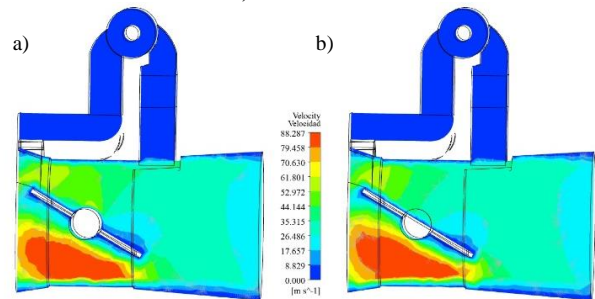 a)
b)
Velocity
Velocidad
88.287
79.458
70.630
61.801
52.972
44.144
35.315
26.486
17.657
8.829
0.000
[m s^-1]